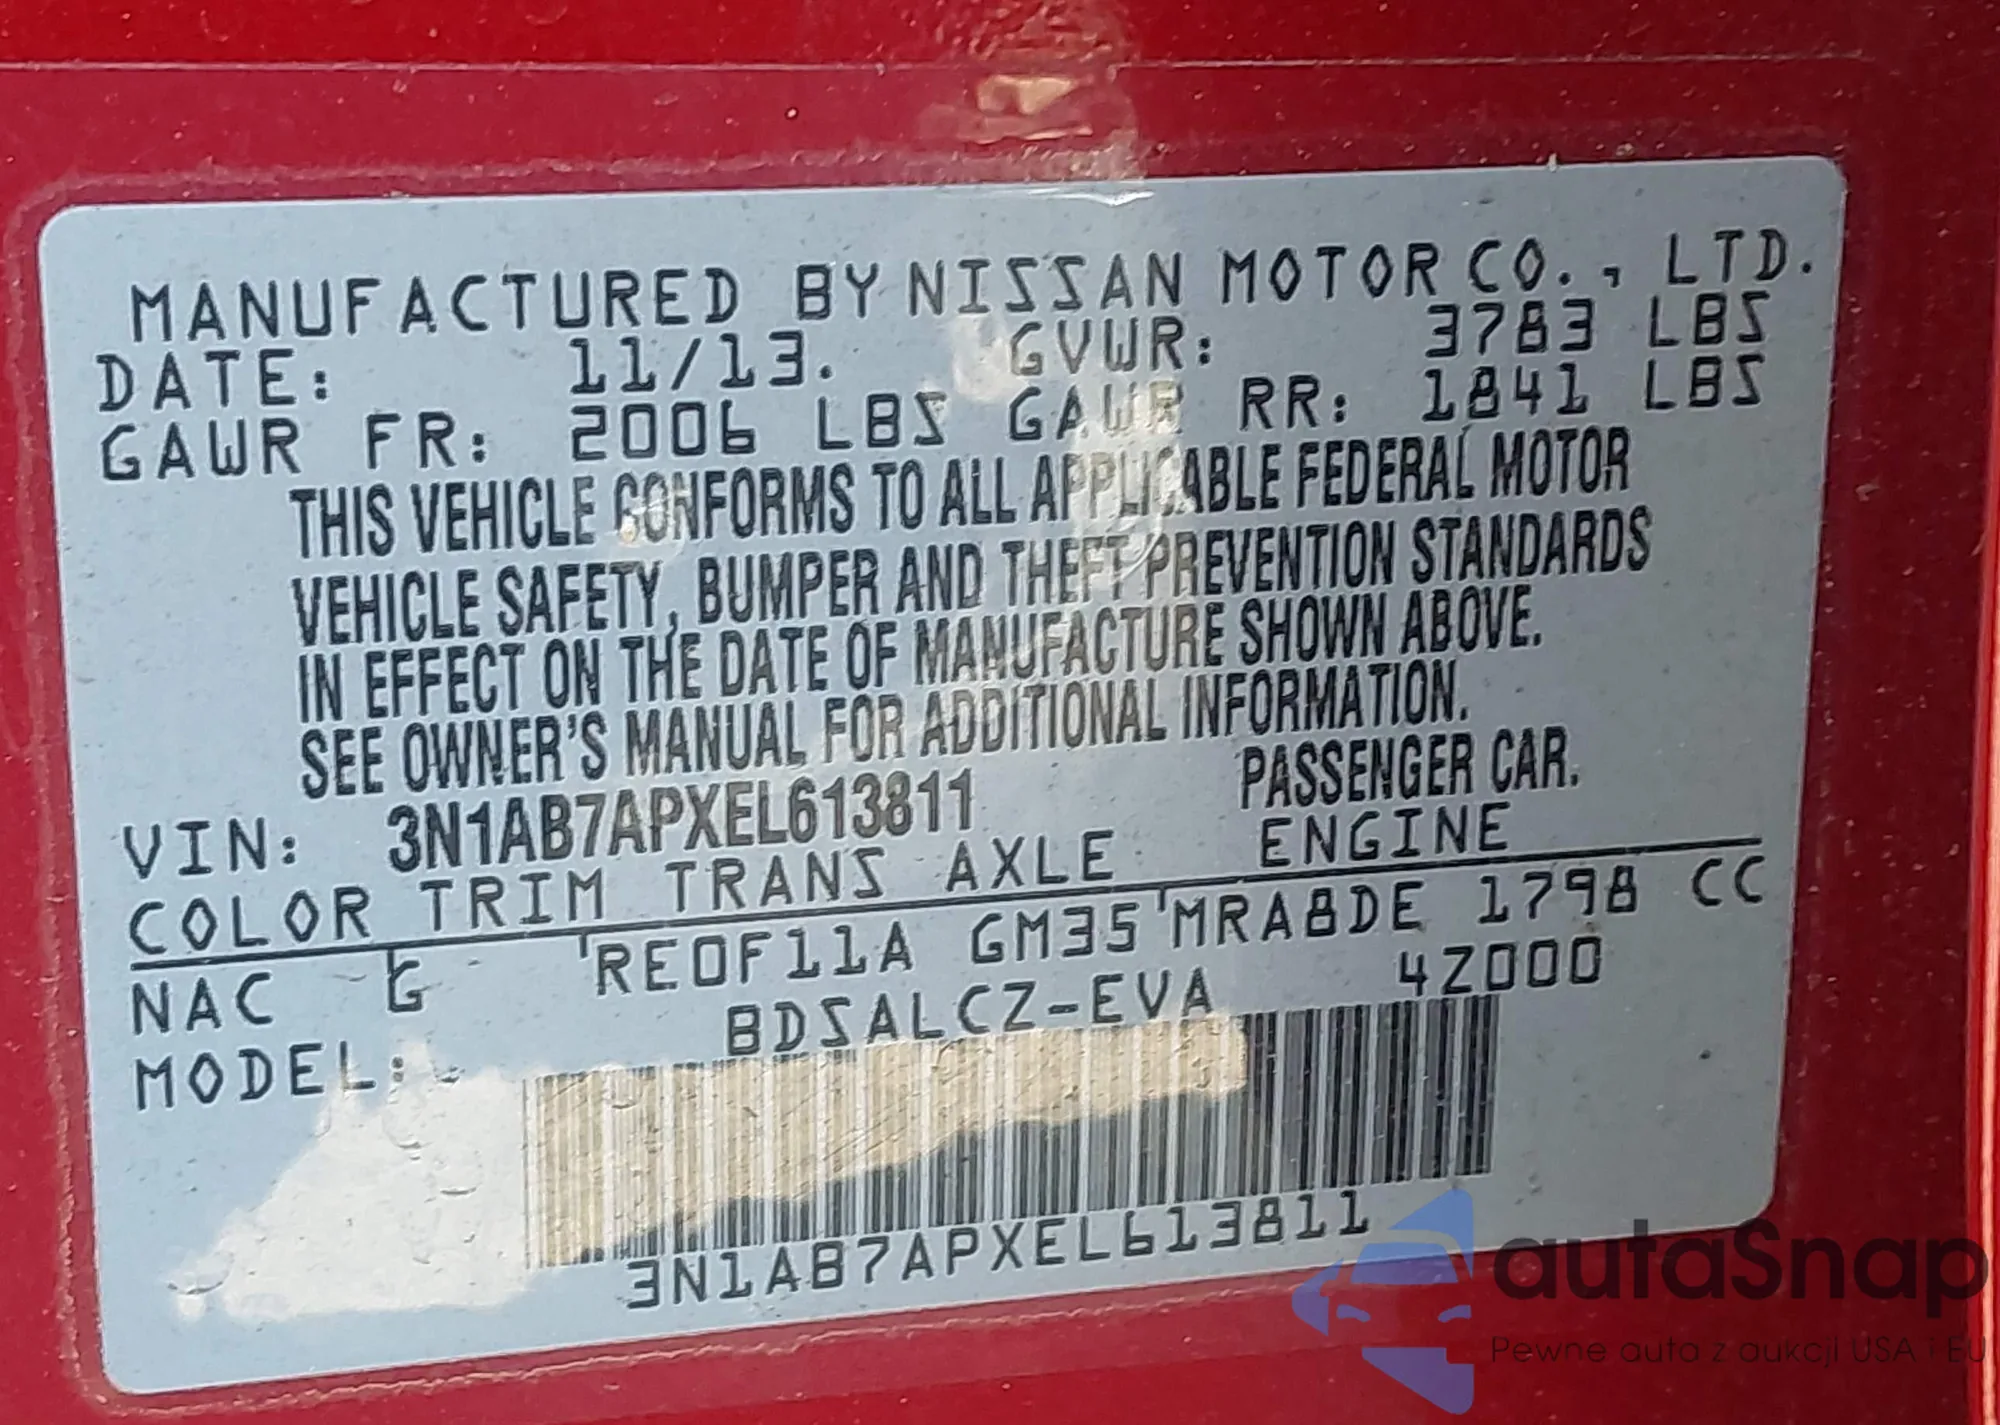 MANUFACTURED BY NISSAN MOTOR CO., LTD.
DATE: 11/13. GVWR: 3783 LBS
GAWR FR: 2006 LBS GAWR RR: 1841 LBS
THIS VEHICLE CONFORMS TO ALL APPLICABLE FEDERAL MOTOR
VEHICLE SAFETY, BUMPER AND THEFT PREVENTION STANDARDS
IN EFFECT ON THE DATE OF MANUFACTURE SHOWN ABOVE.
SEE OWNER'S MANUAL FOR ADDITIONAL INFORMATION.
VIN: 3N1AB7APXEL613811 PASSENGER CAR.
COLOR TRIM TRANS AXLE ENGINE
NAC G RE0F11A GM35 MRA8DE 1798 CC
MODEL: BDSALCZ-EVA 4Z000
3N1AB7APXEL613811
autaSnap
Pewne auta z aukcji USA i EU